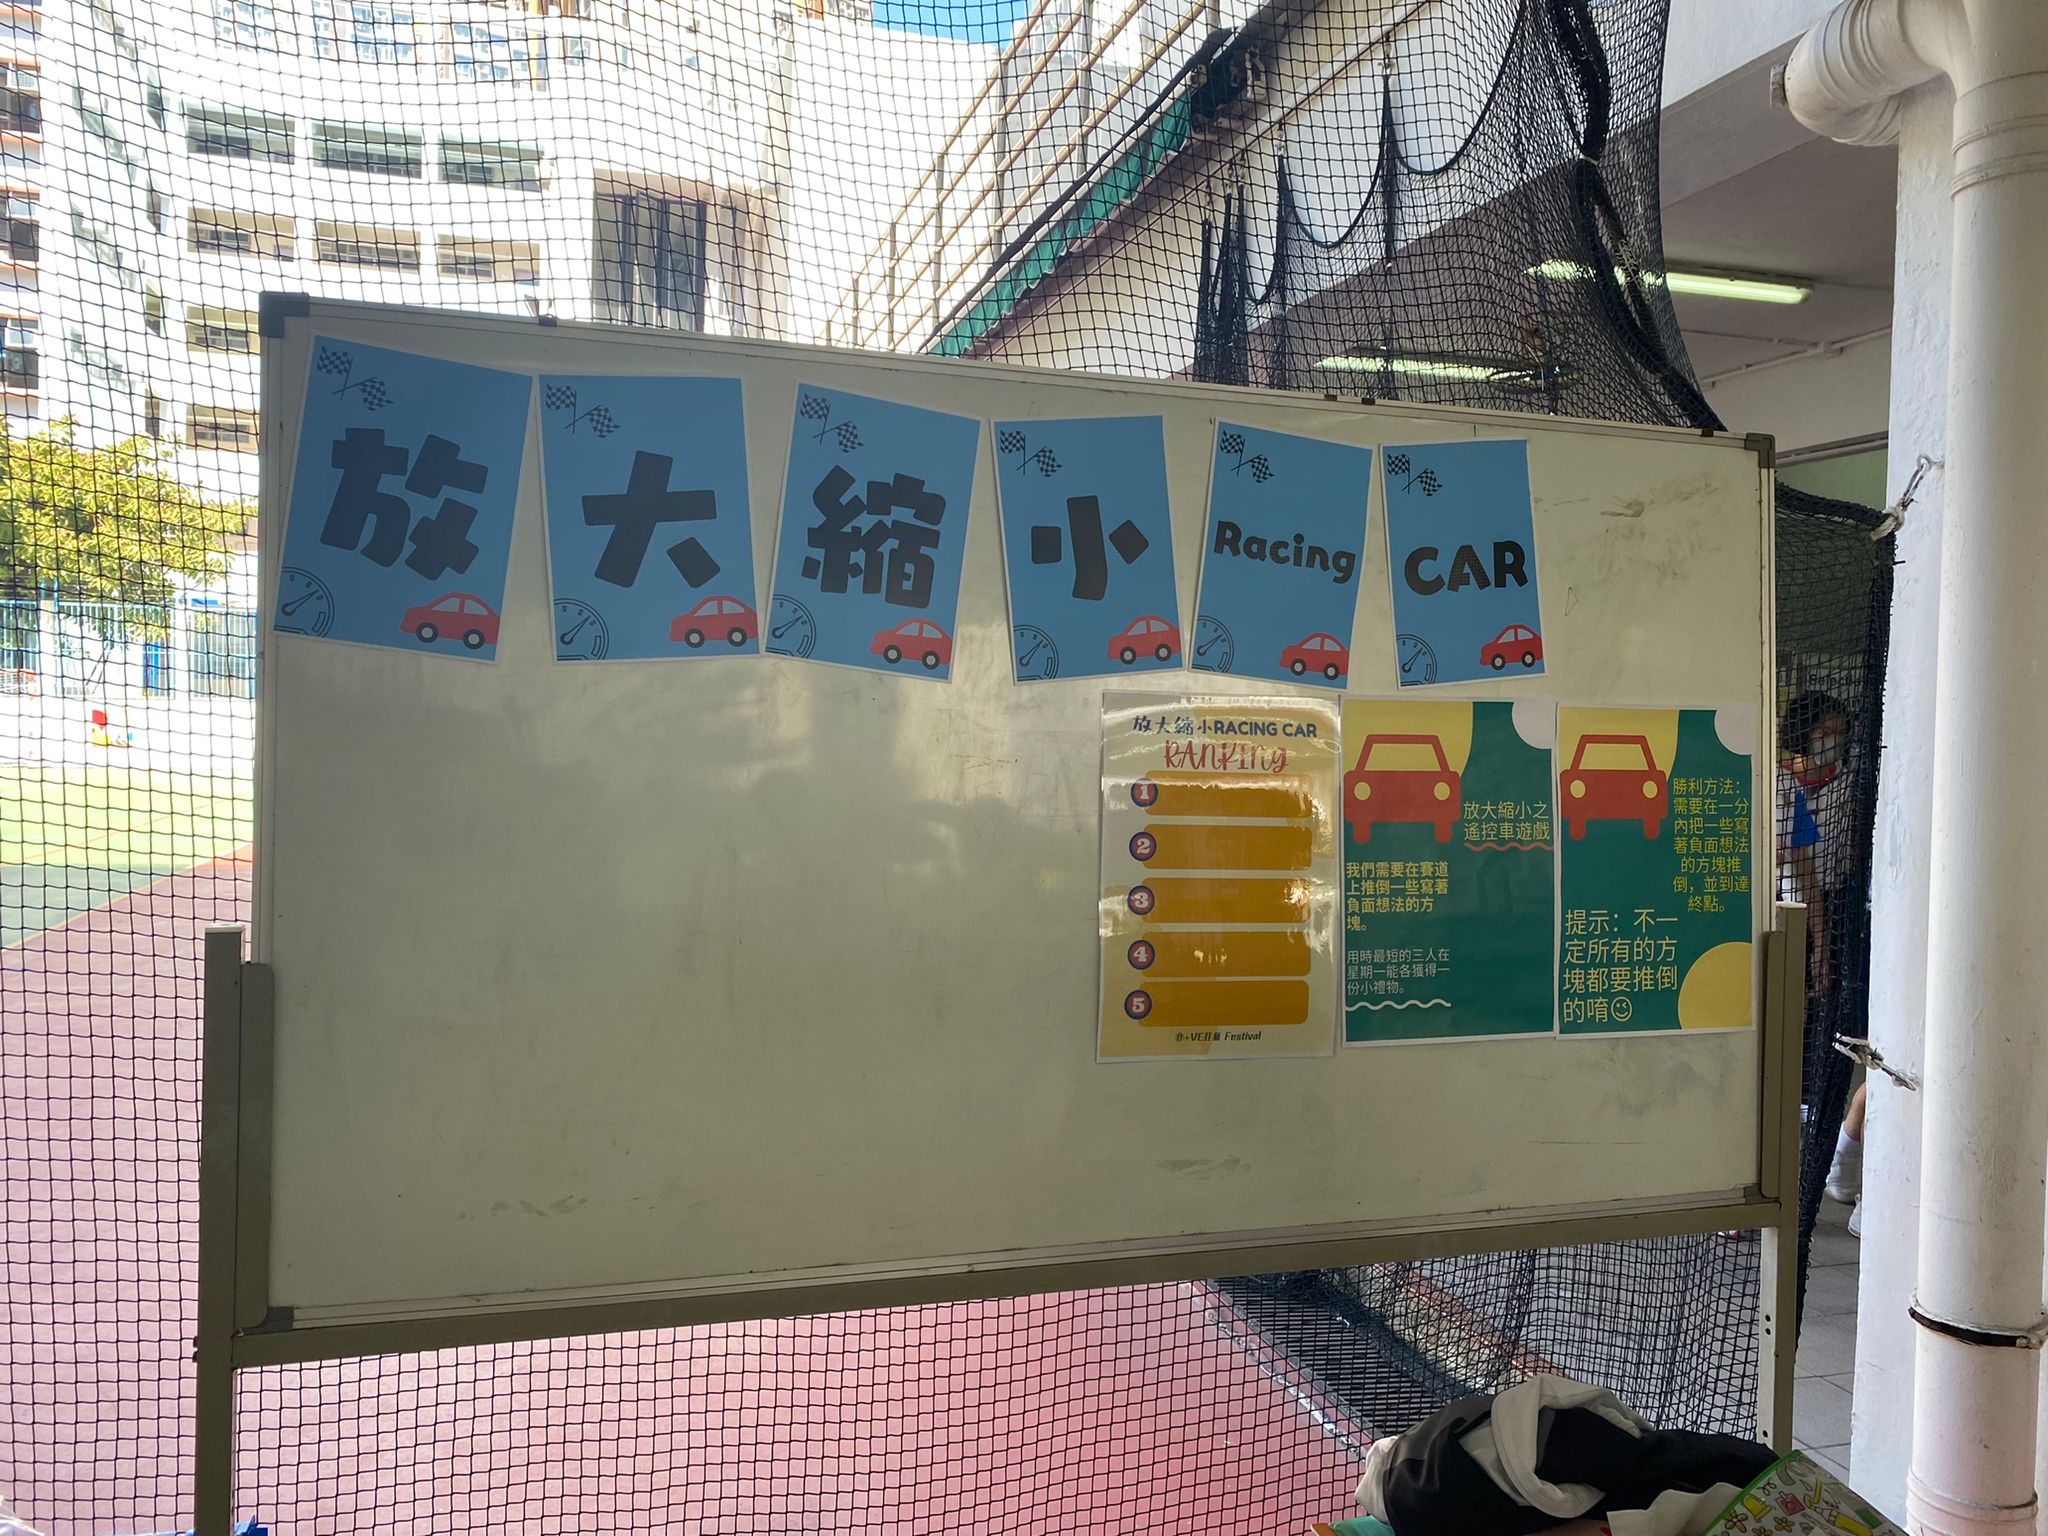 放
大
縮
小
Racing
CAR
放大縮小RACING CAR
RANKING
1
2
3
4
5
Festival
放大縮小之
遙控車遊戲
我們需要在賽道
上推倒一些寫著
負面想法的方
塊。
用時最短的三人在
星期一能各獲得一
份小禮物。
勝利方法：
需要在一分
內把一些寫
著負面想法
的方塊推
倒，並到達
終點。
提示：不一
定所有的方
塊都要推倒
的唷😉